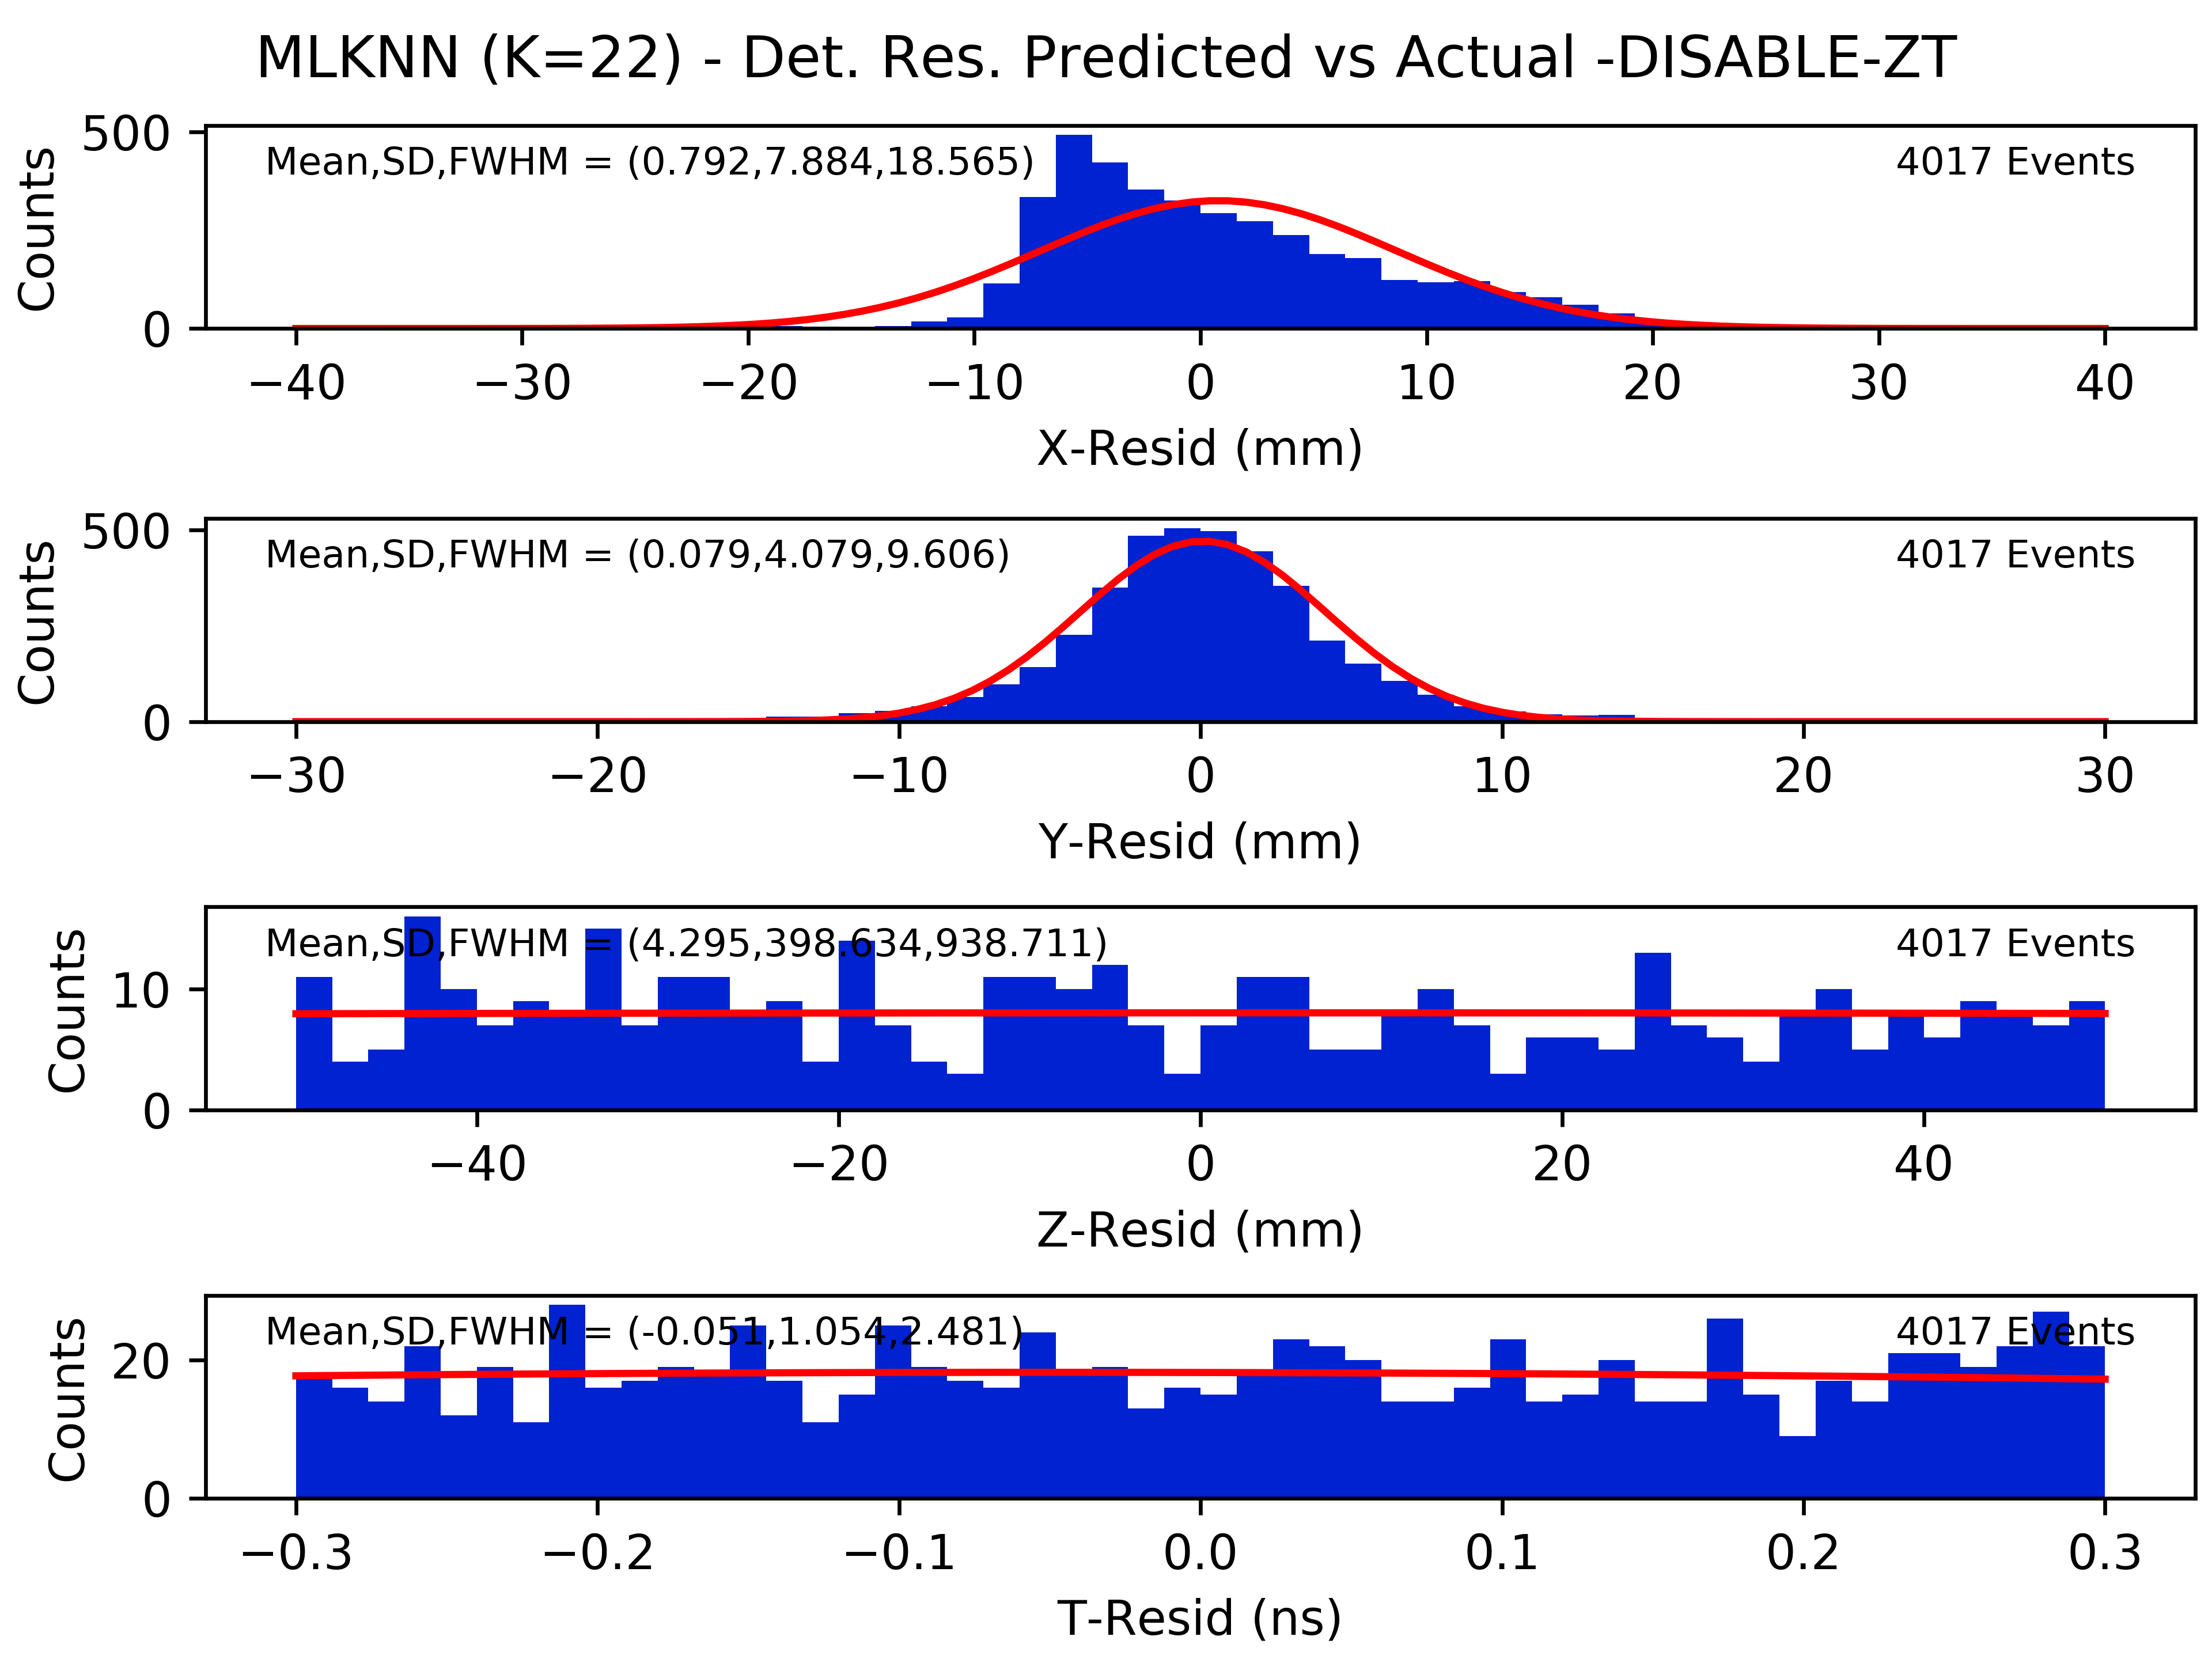 MLKNN (K=22) - Det. Res. Predicted vs Actual -DISABLE-ZT
500
0
Counts
Mean,SD,FWHM = (0.792,7.884,18.565)
4017 Events
−40 −30 −20 −10 0 10 20 30 40
X-Resid (mm)
500
0
Counts
Mean,SD,FWHM = (0.079,4.079,9.606)
4017 Events
−30 −20 −10 0 10 20 30
Y-Resid (mm)
10
0
Counts
Mean,SD,FWHM = (4.295,398.634,938.711)
4017 Events
−40 −20 0 20 40
Z-Resid (mm)
20
0
Counts
Mean,SD,FWHM = (-0.051,1.054,2.481)
4017 Events
−0.3 −0.2 −0.1 0.0 0.1 0.2 0.3
T-Resid (ns)